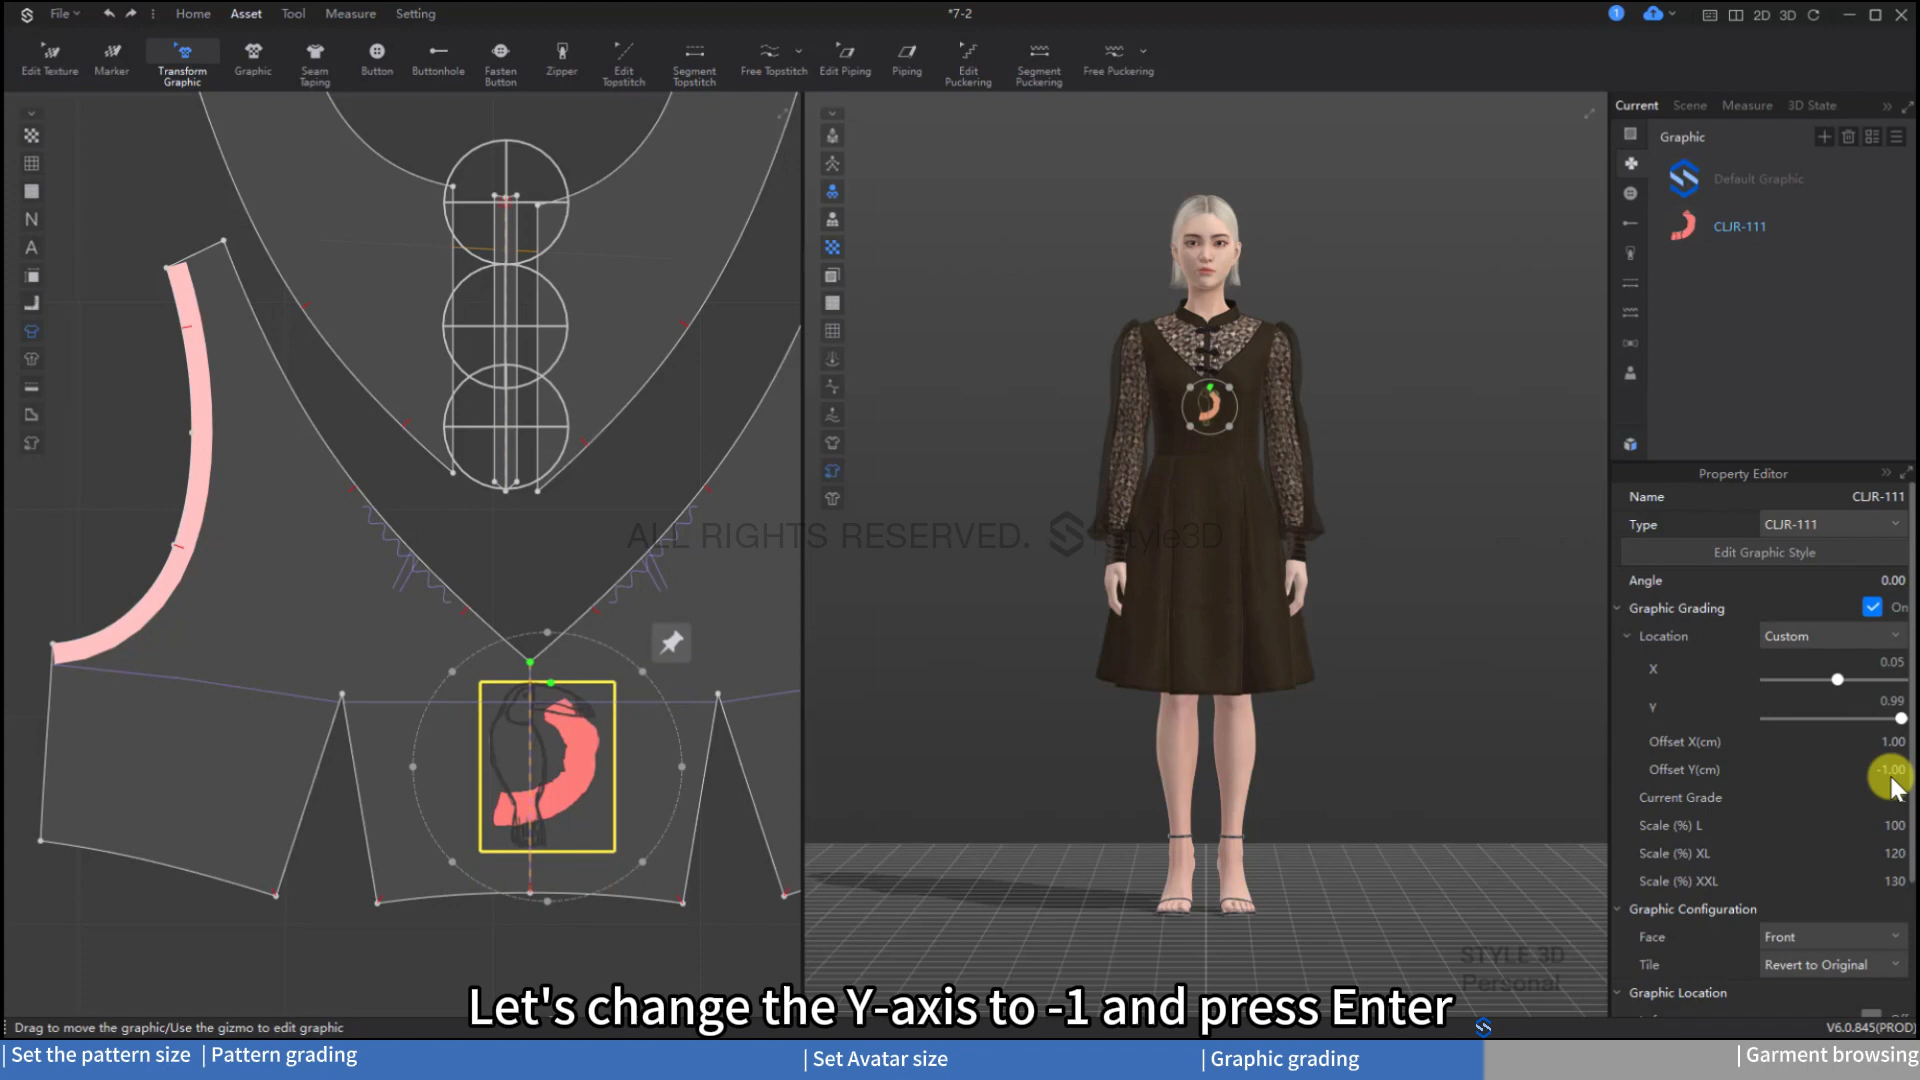 File
Home
Asset
Tool
Measure
Setting
*7-2
1
2D
3D
Edit Texture
Marker
Transform
Graphic
Graphic
Seam
Taping
Button
Buttonhole
Fasten
Button
Zipper
Edit
Topstitch
Segment
Topstitch
Free Topstitch
Edit Piping
Piping
Edit
Puckering
Segment
Puckering
Free Puckering
N
A
Current
Scene
Measure
3D State
Graphic
Default Graphic
CLJR-111
Property Editor
Name CLJR-111
Type CLJR-111
Edit Graphic Style
Angle 0.00
Graphic Grading On
Location Custom
X 0.05
Y 0.99
Offset X(cm) 1.00
Offset Y(cm) -1.00
Current Grade
Scale (%) L 100
Scale (%) XL 120
Scale (%) XXL 130
Graphic Configuration
Face Front
Tile Revert to Original
Graphic Location
ALL RIGHTS RESERVED. Style3D
STYLE 3D
Personal
Let's change the Y-axis to -1 and press Enter
Drag to move the graphic/Use the gizmo to edit graphic
V6.0.845(PROD)
| Set the pattern size | Pattern grading
| Set Avatar size
| Graphic grading
| Garment browsing